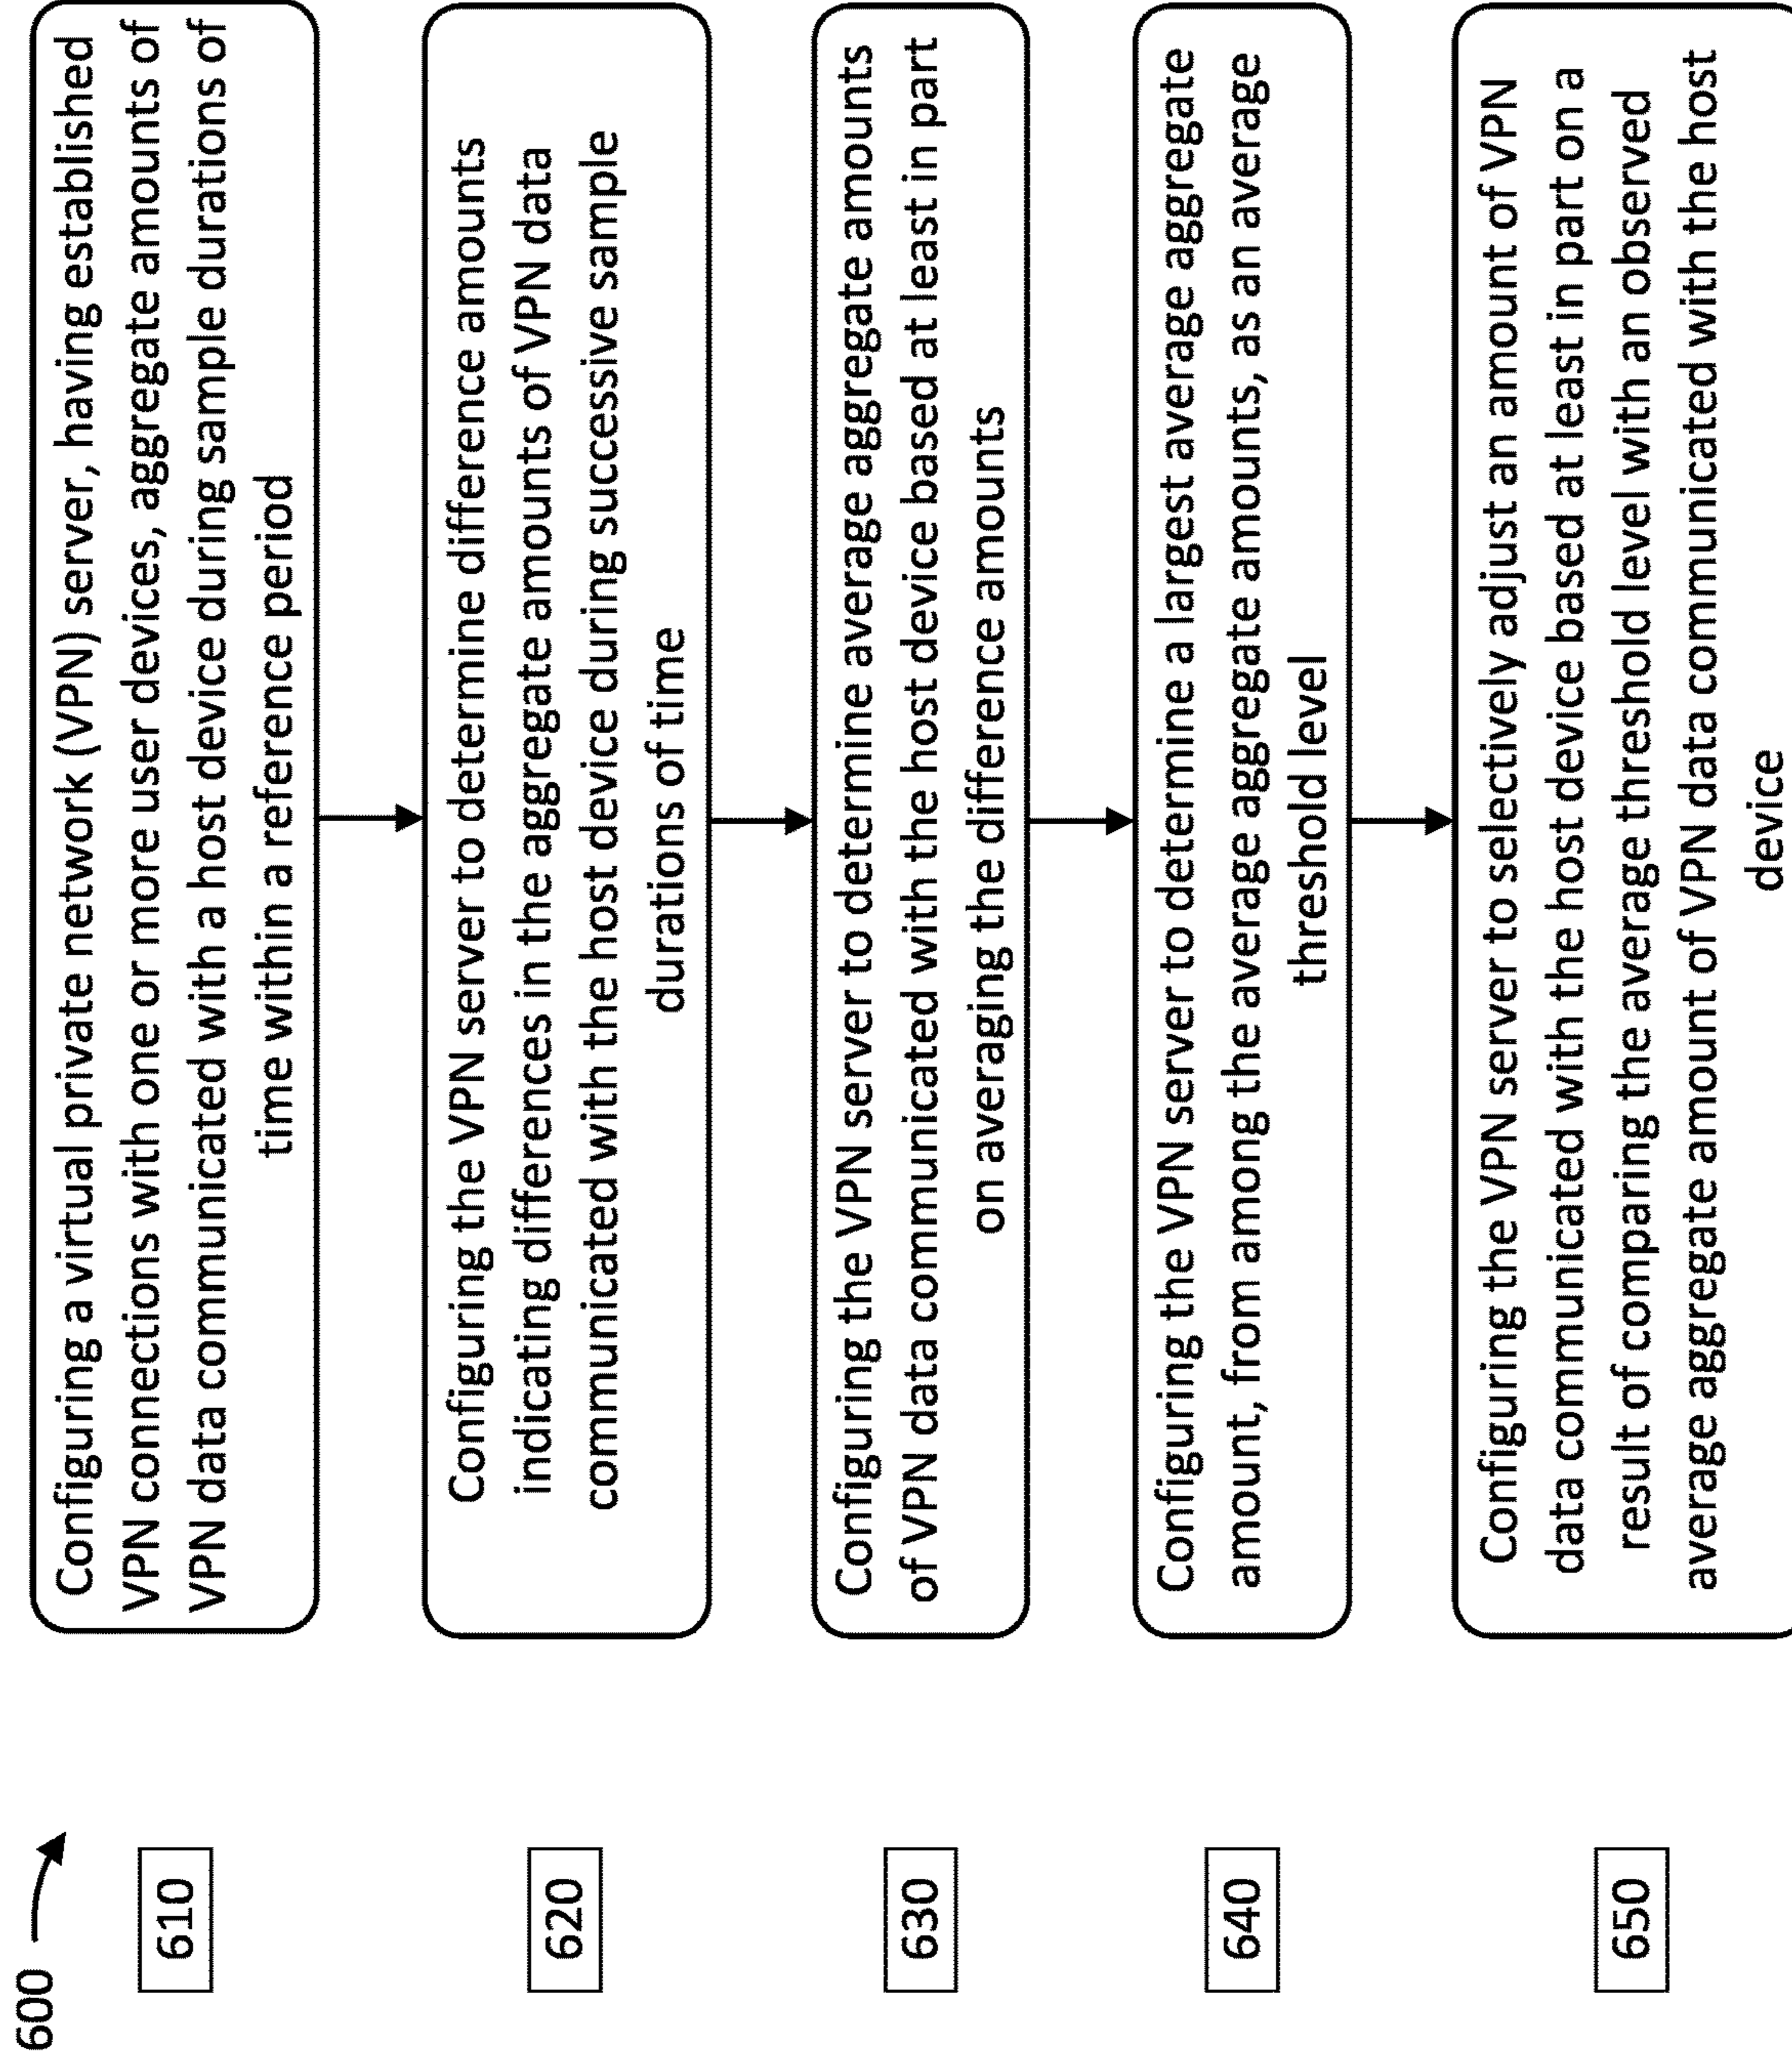 600
610
Configuring a virtual private network (VPN) server, having established
VPN connections with one or more user devices, aggregate amounts of
VPN data communicated with a host device during sample durations of
time within a reference period
620
Configuring the VPN server to determine difference amounts
indicating differences in the aggregate amounts of VPN data
communicated with the host device during successive sample
durations of time
630
Configuring the VPN server to determine average aggregate amounts
of VPN data communicated with the host device based at least in part
on averaging the difference amounts
640
Configuring the VPN server to determine a largest average aggregate
amount, from among the average aggregate amounts, as an average
threshold level
650
Configuring the VPN server to selectively adjust an amount of VPN
data communicated with the host device based at least in part on a
result of comparing the average threshold level with an observed
average aggregate amount of VPN data communicated with the host
device